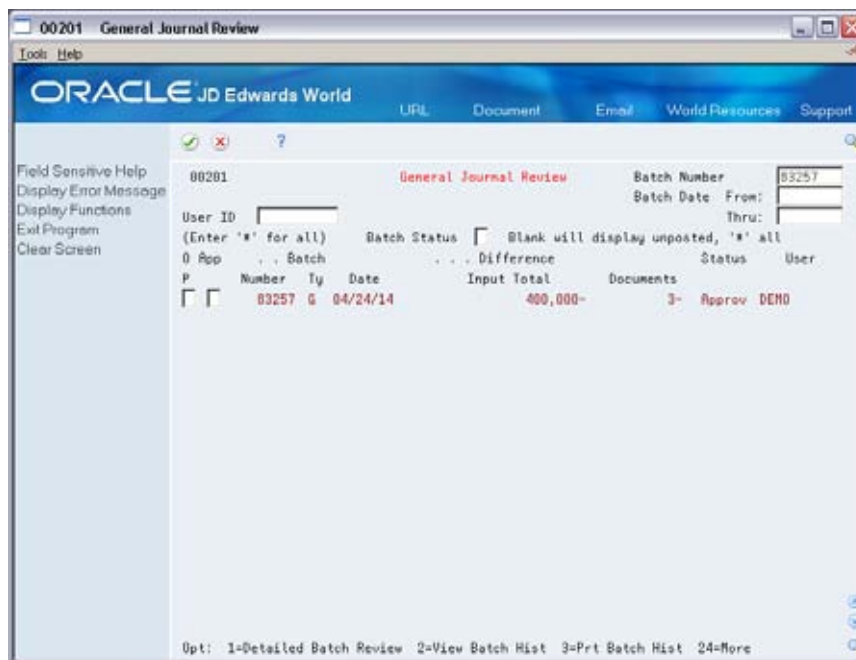 00201 General Journal Review
Tools Help
ORACLE JD Edwards World
URL Document Email World Resources Support
Field Sensitive Help
Display Error Message
Display Functions
Exit Program
Clear Screen
?
00201 General Journal Review Batch Number 83257
Batch Date From:
User ID Thru:
(Enter '*' for all) Batch Status Blank will display unposted, '*' all
O App . . Batch . . . Difference Status User
P Number Ty Date Input Total Documents
83257 G 04/24/14 400,000- 3- Approv DEMO
Opt: 1=Detailed Batch Review 2=View Batch Hist 3=Prt Batch Hist 24=More